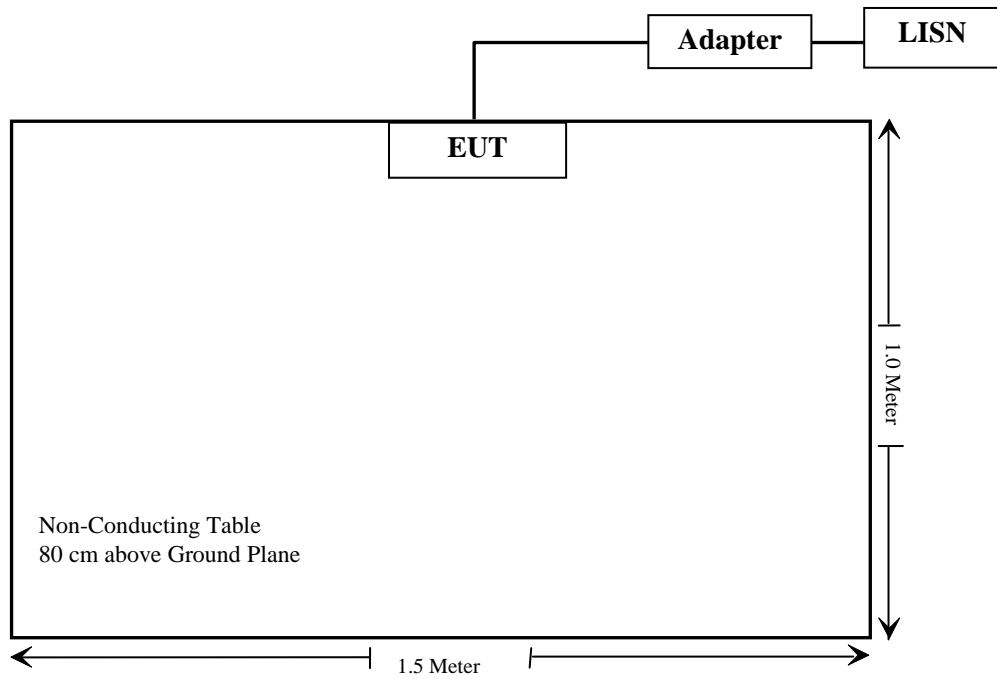 Adapter
LISN
EUT
1.0 Meter
Non-Conducting Table
80 cm above Ground Plane
1.5 Meter